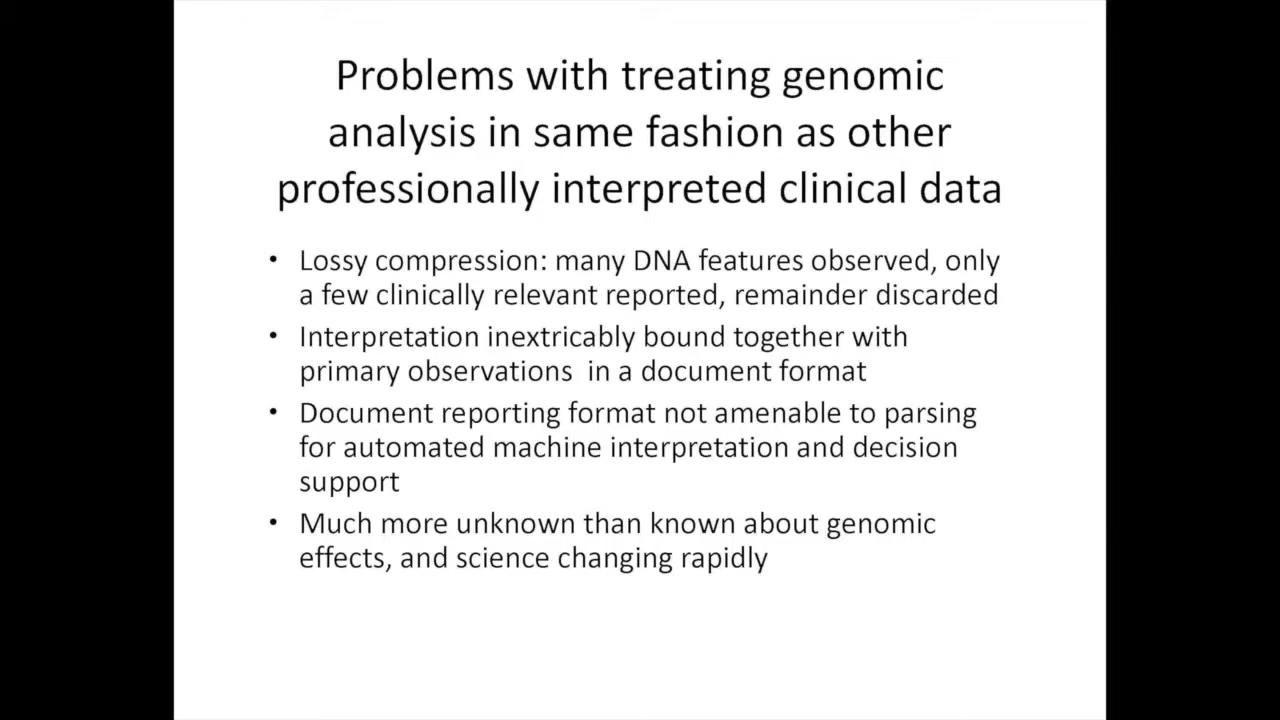 Problems with treating genomic
analysis in same fashion as other
professionally interpreted clinical data
• Lossy compression: many DNA features observed, only
a few clinically relevant reported, remainder discarded
• Interpretation inextricably bound together with
primary observations  in a document format
• Document reporting format not amenable to parsing
for automated machine interpretation and decision
support
• Much more unknown than known about genomic
effects, and science changing rapidly